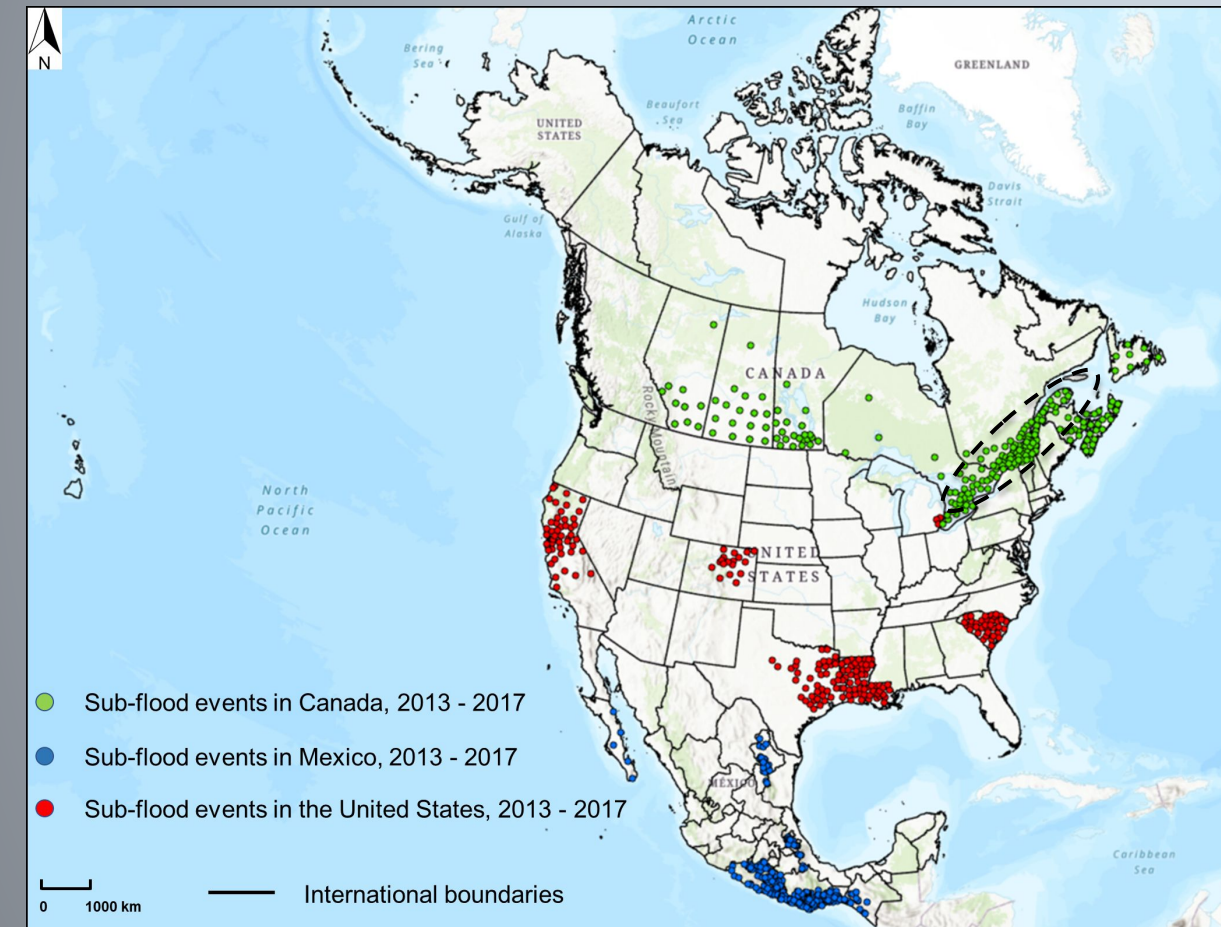 N
Arctic
Ocean
Bering
Sea
GREENLAND
UNITED
STATES
Beaufort
Sea
Baffin
Bay
Davis
Strait
Gulf of
Alaska
Hudson
Bay
CANADA
Rocky Mountain
North
Pacific
Ocean
UNITED
STATES
MÉXICO
Caribbean
Sea
Sub-flood events in Canada, 2013 - 2017
Sub-flood events in Mexico, 2013 - 2017
Sub-flood events in the United States, 2013 - 2017
0 1000 km
International boundaries